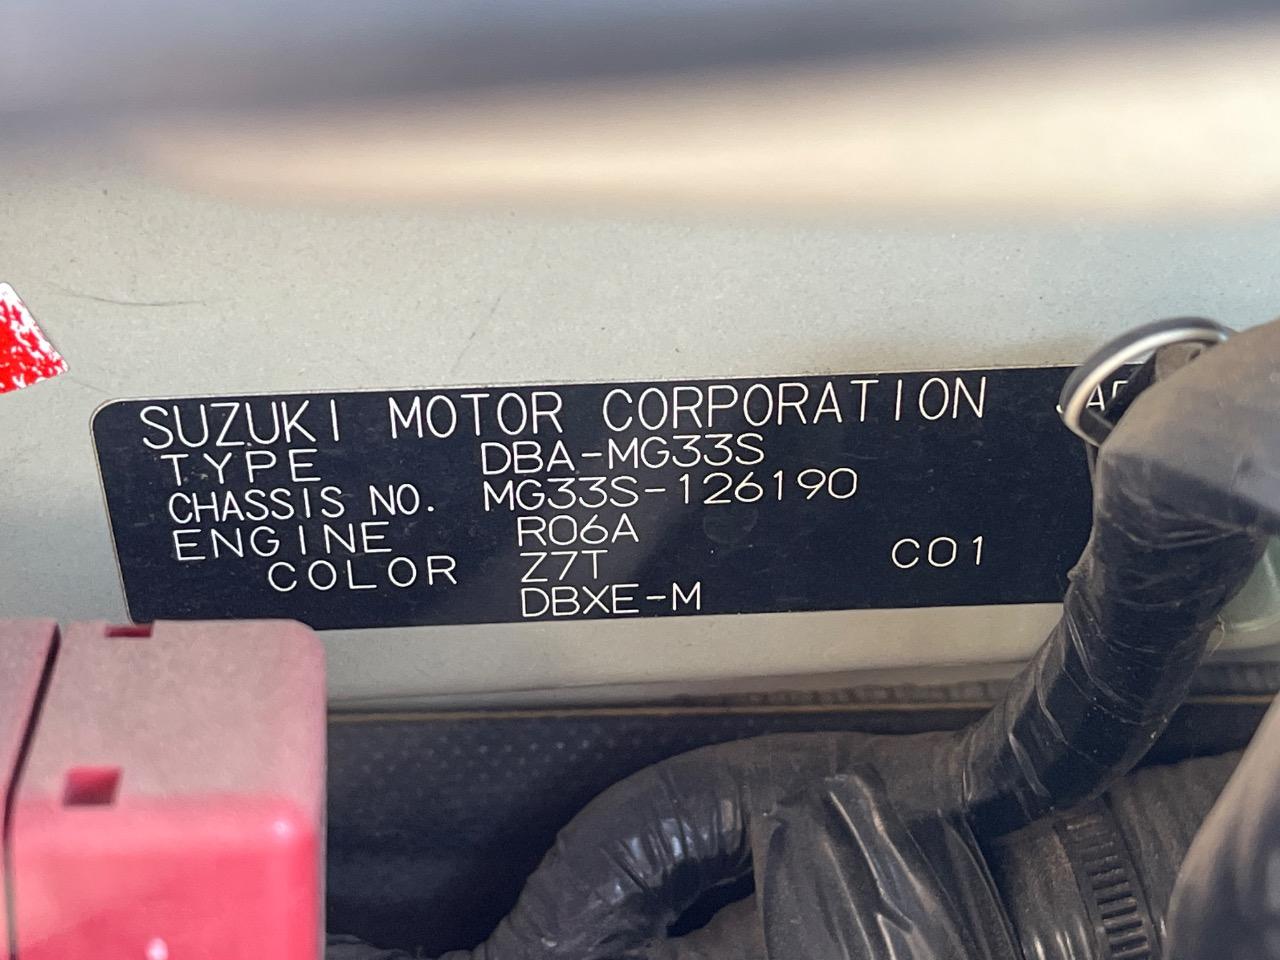 SUZUKI MOTOR CORPORATION
TYPE DBA-MG33S
CHASSIS NO. MG33S-126190
ENGINE R06A
COLOR Z7T C01
DBXE-M